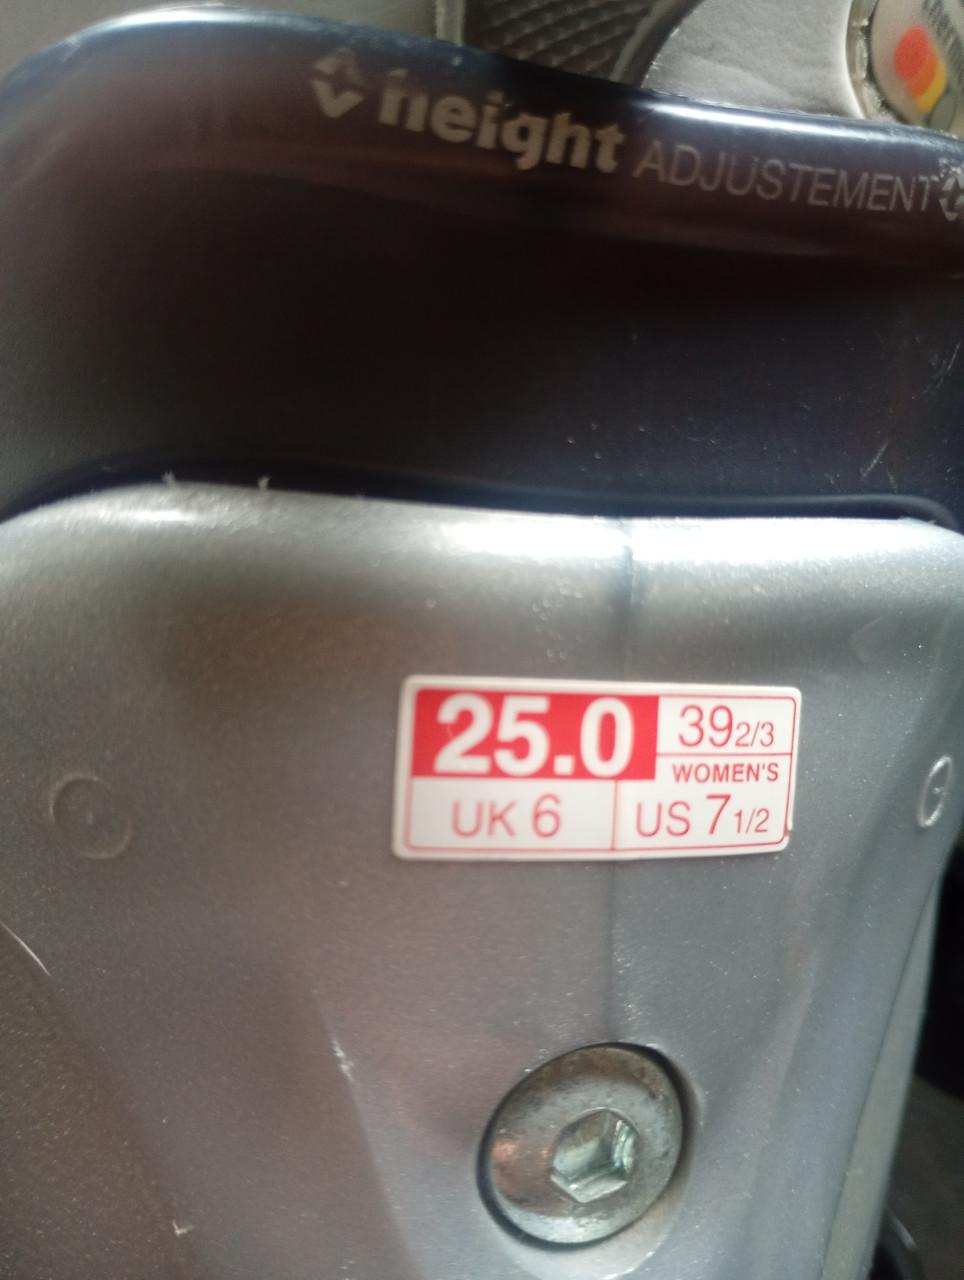 height ADJUSTEMENT
25.0 39 2/3
WOMEN'S
UK 6 US 7 1/2